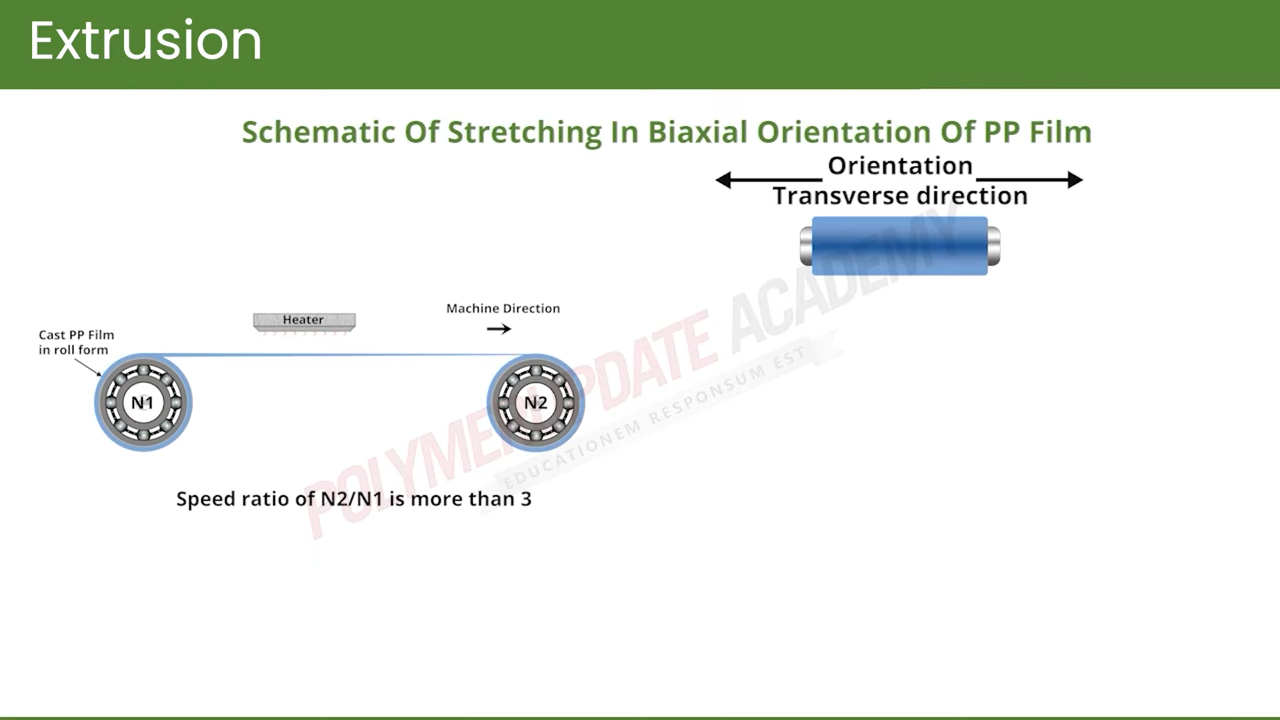 Extrusion
Schematic Of Stretching In Biaxial Orientation Of PP Film
Orientation
Transverse direction
Machine Direction
Heater
Cast PP Film
in roll form
N1
N2
Speed ratio of N2/N1 is more than 3
POLYMERUPDATE ACADEMY
EDUCATIONEM RESPONSUM EST